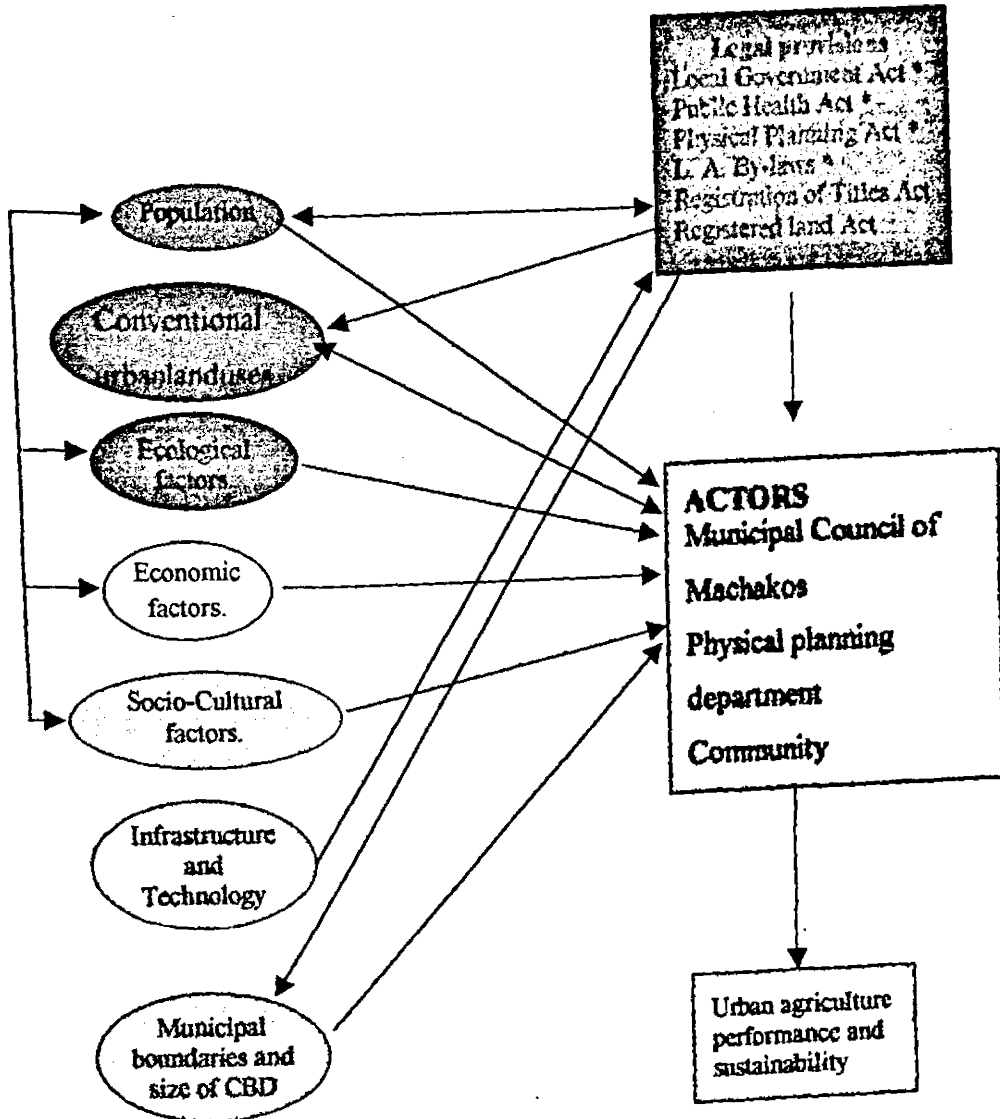 Legal provisions
Local Government Act *
Public Health Act *
Physical Planning Act *
L. A. By-laws *
Registration of Titles Act
Registered land Act
Population
Conventional
urbanlanduses
Ecological
factors.
Economic
factors.
Socio-Cultural
factors.
Infrastructure
and
Technology
Municipal
boundaries and
size of CBD
ACTORS
Municipal Council of
Machakos
Physical planning
department
Community
Urban agriculture
performance and
sustainability